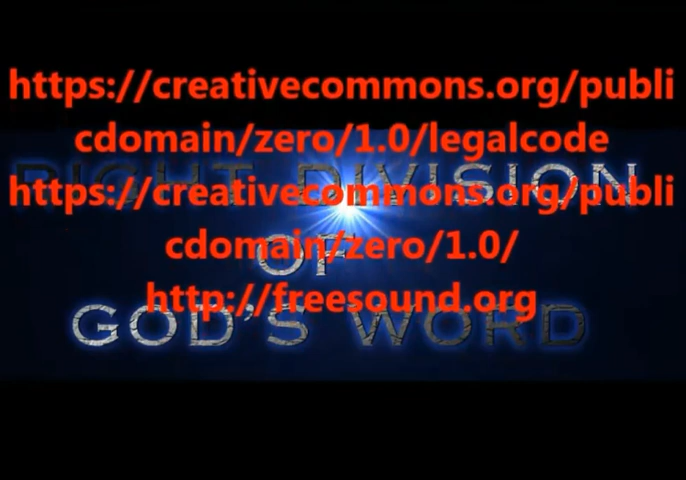 https://creativecommons.org/publi
cdomain/zero/1.0/legalcode
RIGHT DIVISION
https://creativecommons.org/publi
cdomain/zero/1.0/
OF
http://freesound.org
GOD'S WORD